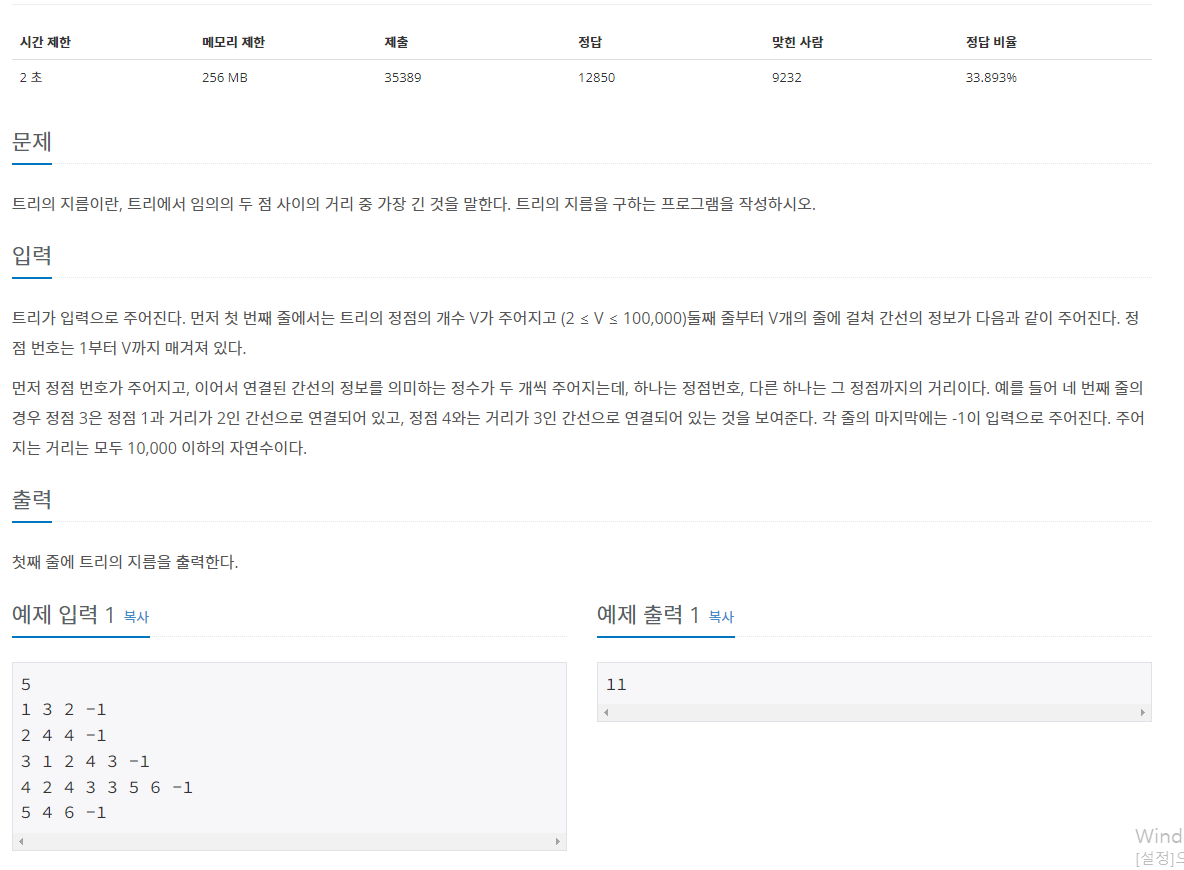 시간 제한 메모리 제한 제출 정답 맞힌 사람 정답 비율
2 초 256 MB 35389 12850 9232 33.893%
문제
트리의 지름이란, 트리에서 임의의 두 점 사이의 거리 중 가장 긴 것을 말한다. 트리의 지름을 구하는 프로그램을 작성하시오.
입력
트리가 입력으로 주어진다. 먼저 첫 번째 줄에서는 트리의 정점의 개수 V가 주어지고 (2 ≤ V ≤ 100,000)둘째 줄부터 V개의 줄에 걸쳐 간선의 정보가 다음과 같이 주어진다. 정
점 번호는 1부터 V까지 매겨져 있다.
먼저 정점 번호가 주어지고, 이어서 연결된 간선의 정보를 의미하는 정수가 두 개씩 주어지는데, 하나는 정점번호, 다른 하나는 그 정점까지의 거리이다. 예를 들어 네 번째 줄의
경우 정점 3은 정점 1과 거리가 2인 간선으로 연결되어 있고, 정점 4와는 거리가 3인 간선으로 연결되어 있는 것을 보여준다. 각 줄의 마지막에는 -1이 입력으로 주어진다. 주어
지는 거리는 모두 10,000 이하의 자연수이다.
출력
첫째 줄에 트리의 지름을 출력한다.
예제 입력 1 복사
5
1 3 2 -1
2 4 4 -1
3 1 2 4 3 -1
4 2 4 3 3 5 6 -1
5 4 6 -1
예제 출력 1 복사
11
Wind
[설정]으